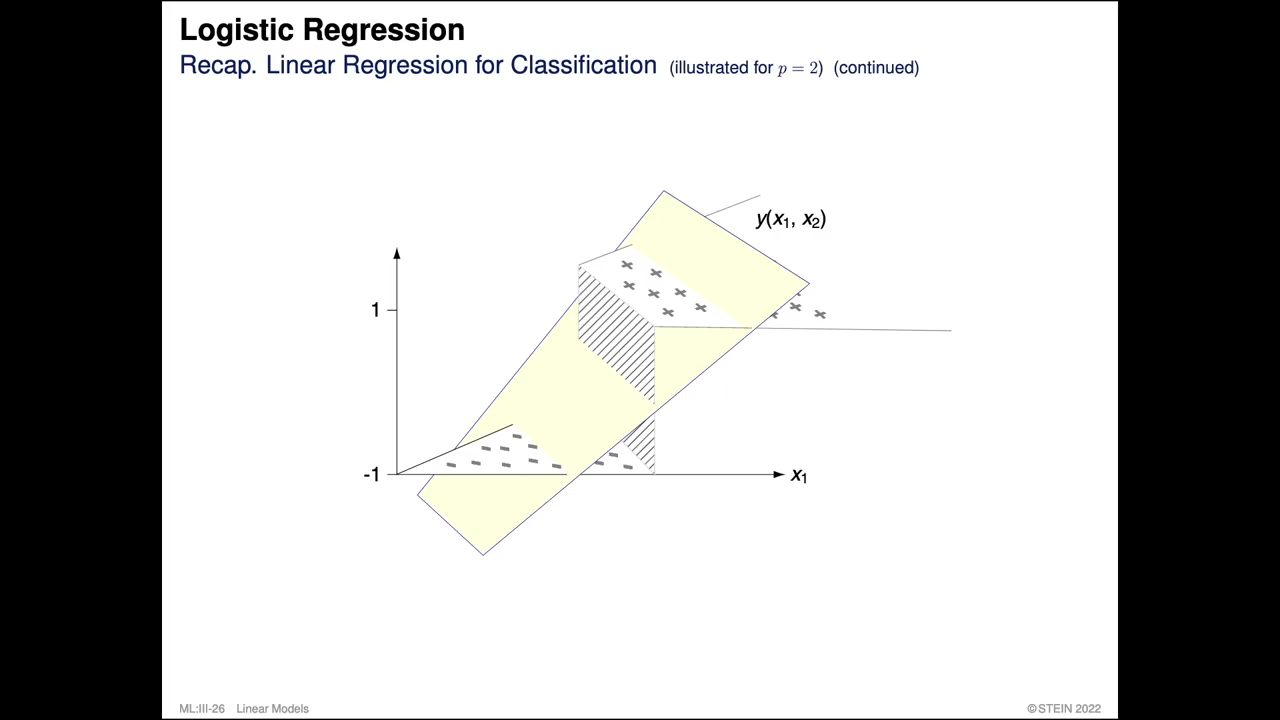 Logistic Regression
Recap. Linear Regression for Classification (illustrated for p = 2) (continued)
y(x₁, x₂)
1
-1
x₁
ML:III-26 Linear Models
©STEIN 2022